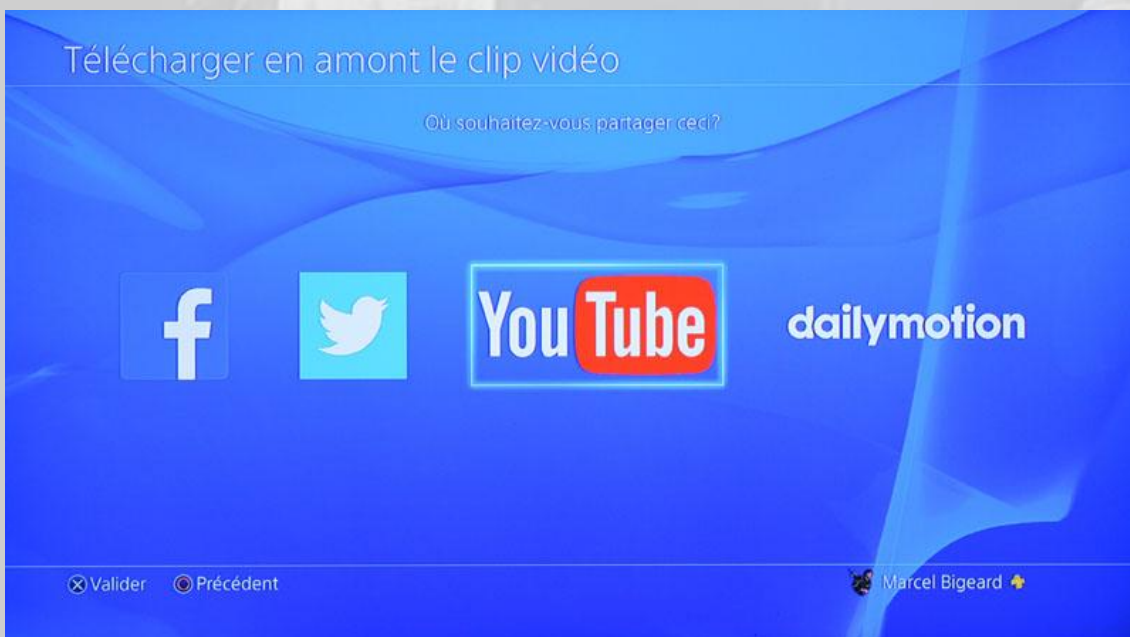 Télécharger en amont le clip vidéo
Où souhaitez-vous partager ceci?
f
YouTube
dailymotion
Valider
Précédent
Marcel Bigeard